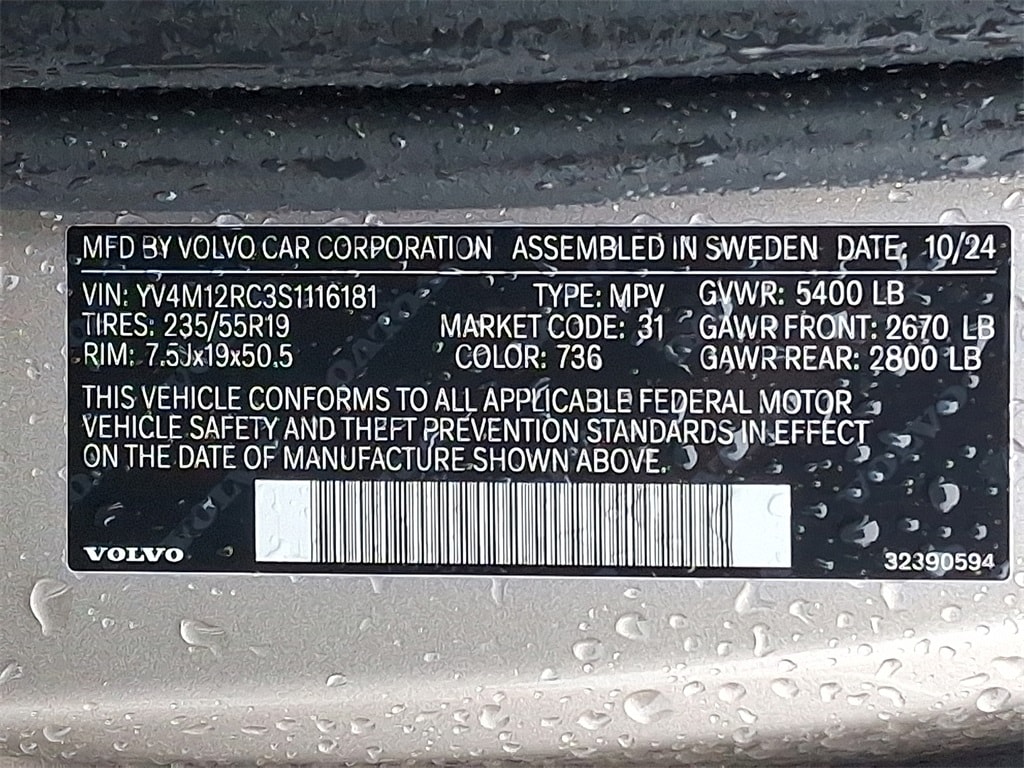 MFD BY VOLVO CAR CORPORATION ASSEMBLED IN SWEDEN DATE: 10/24
VIN: YV4M12RC3S1116181 TYPE: MPV GVWR: 5400 LB
TIRES: 235/55R19 MARKET CODE: 31 GAWR FRONT: 2670 LB
RIM: 7.5Jx19x50.5 COLOR: 736 GAWR REAR: 2800 LB
THIS VEHICLE CONFORMS TO ALL APPLICABLE FEDERAL MOTOR
VEHICLE SAFETY AND THEFT PREVENTION STANDARDS IN EFFECT
ON THE DATE OF MANUFACTURE SHOWN ABOVE.
VOLVO 32390594